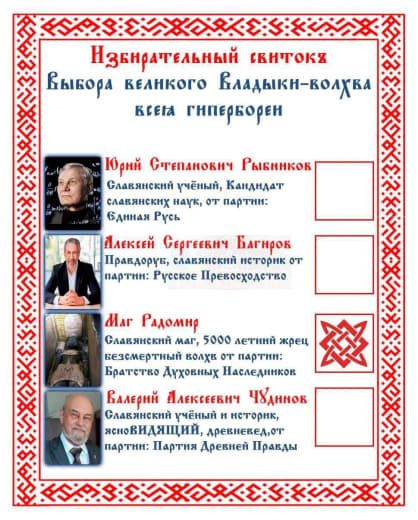 Избирательный свитокъ
Выбора великого Владыки-волхва
всея гипербореи
Юрий Степанович Рыбников
Славянский учёный, Кандидат
славянских наук, от партии:
Единая Русь
Алексей Сергеевич Багиров
Правдоруб, славянский историк от
партии: Русское Превосходство
Маг Радомир
Славянский маг, 5000 летний жрец
безсмертный волхв от партии:
Братство Духовных Наследников
Валерий Алексеевич Чудинов
Славянский учёный и историк,
ясноВИДЯЩИЙ, древневед,от
партии: Партия Древней Правды